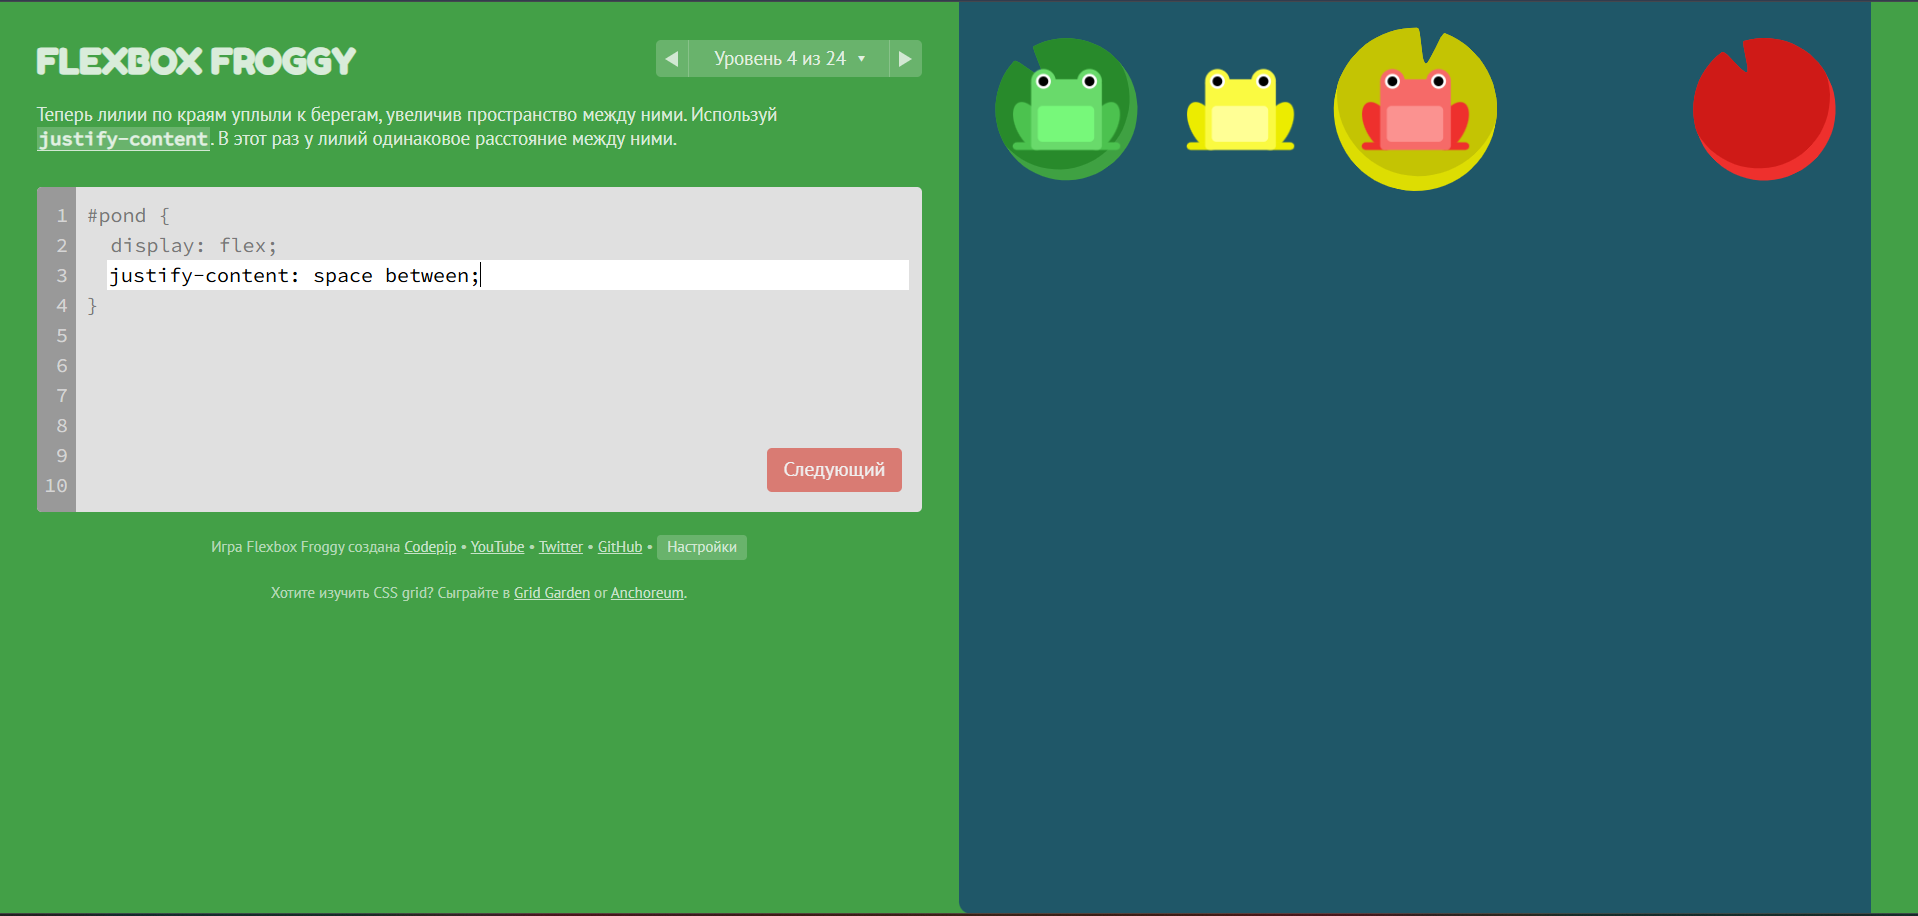 FLEXBOX FROGGY
Уровень 4 из 24
Теперь лилии по краям уплыли к берегам, увеличив пространство между ними. Используй
justify-content. В этот раз у лилий одинаковое расстояние между ними.
1 #pond {
2 display: flex;
3 justify-content: space between;
4 }
5
6
7
8
9
10
Следующий
Игра Flexbox Froggy создана Codepip • YouTube • Twitter • GitHub • Настройки
Хотите изучить CSS grid? Сыграйте в Grid Garden or Anchoreum.